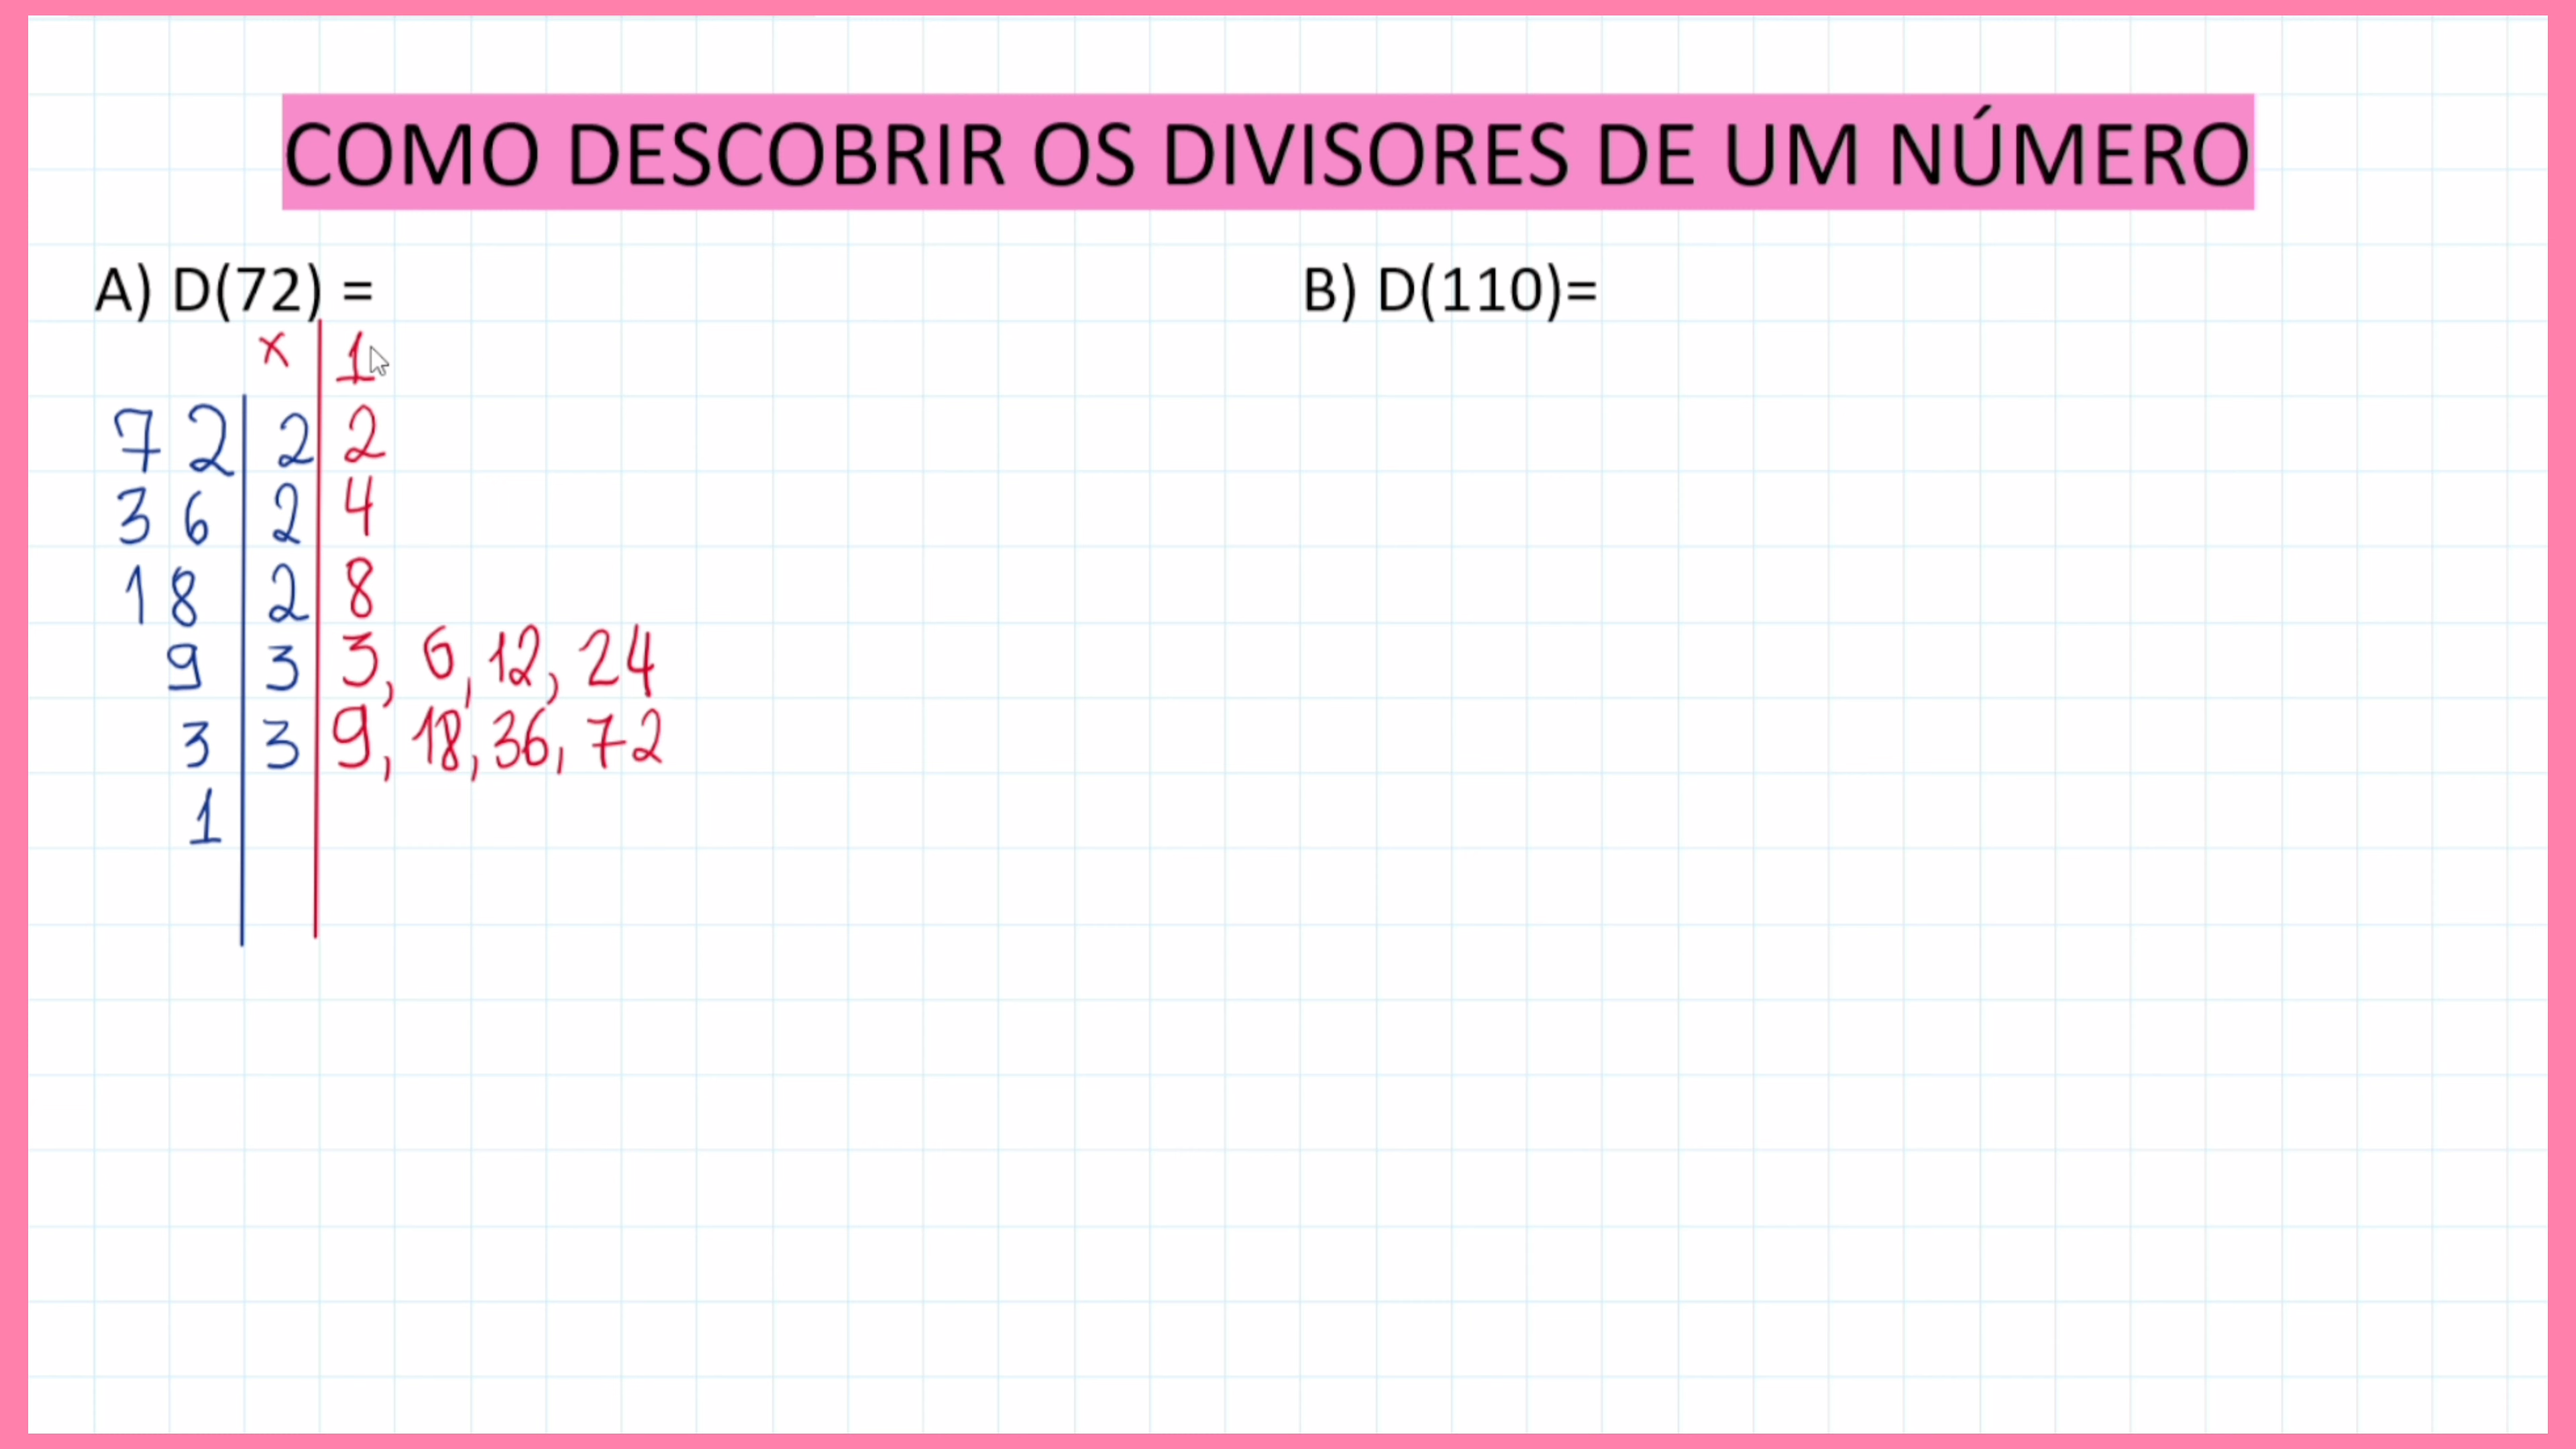 COMO DESCOBRIR OS DIVISORES DE UM NÚMERO
A) D(72) =
B) D(110)=
x 1
72 2 2
36 2 4
18 2 8
9 3 3, 6, 12, 24
3 3 9, 18, 36, 72
1